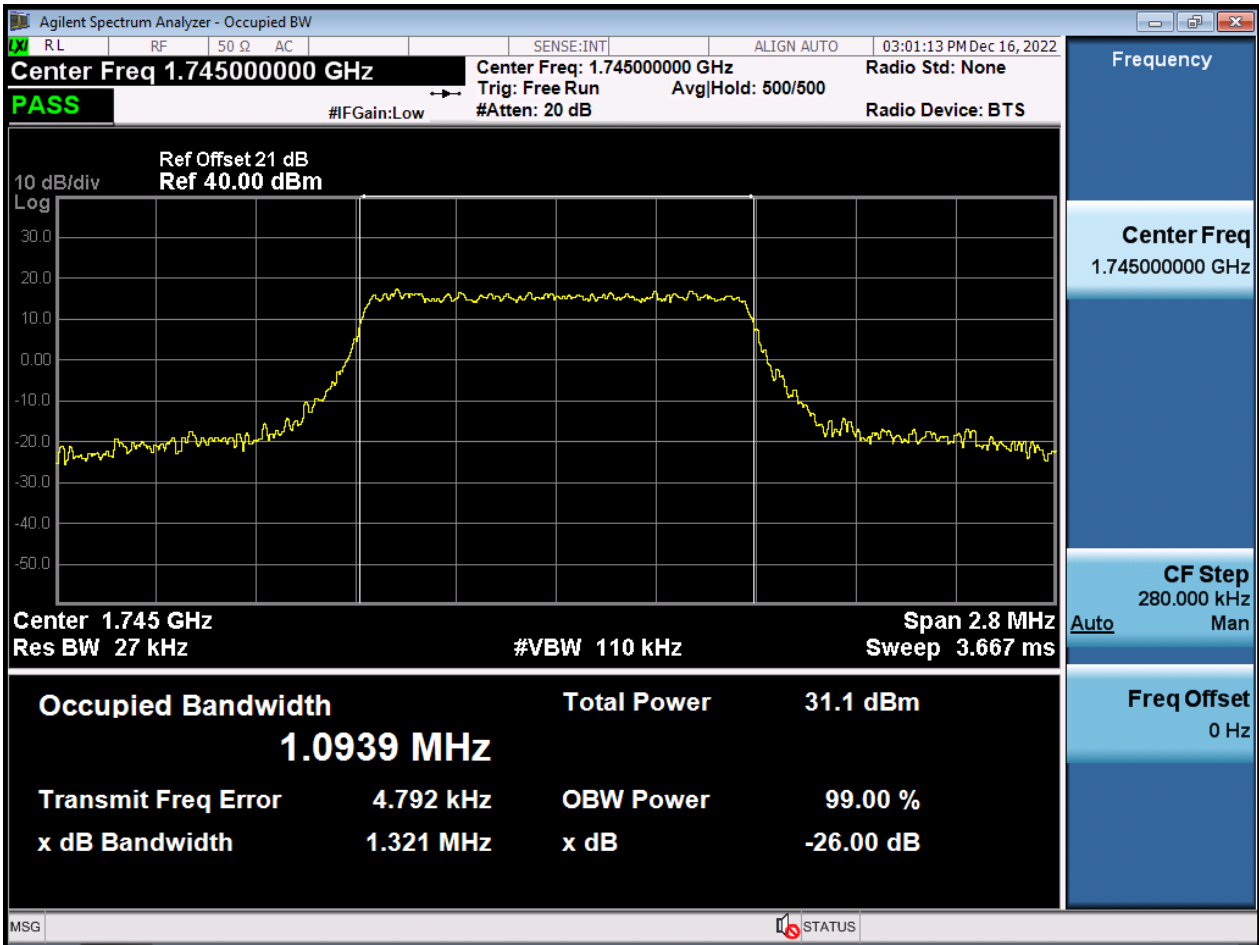 Agilent Spectrum Analyzer - Occupied BW
LXI RL RF 50 Ω AC SENSE:INT ALIGN AUTO 03:01:13 PM Dec 16, 2022
Center Freq 1.745000000 GHz
Center Freq: 1.745000000 GHz Radio Std: None
Trig: Free Run Avg|Hold: 500/500
PASS
#IFGain:Low #Atten: 20 dB Radio Device: BTS
Ref Offset 21 dB
10 dB/div Ref 40.00 dBm
Log
30.0
20.0
10.0
0.00
-10.0
-20.0
-30.0
-40.0
-50.0
Center 1.745 GHz Span 2.8 MHz
Res BW 27 kHz #VBW 110 kHz Sweep 3.667 ms
Occupied Bandwidth Total Power 31.1 dBm
1.0939 MHz
Transmit Freq Error 4.792 kHz OBW Power 99.00 %
x dB Bandwidth 1.321 MHz x dB -26.00 dB
Frequency
Center Freq
1.745000000 GHz
CF Step
280.000 kHz
Auto Man
Freq Offset
0 Hz
MSG STATUS